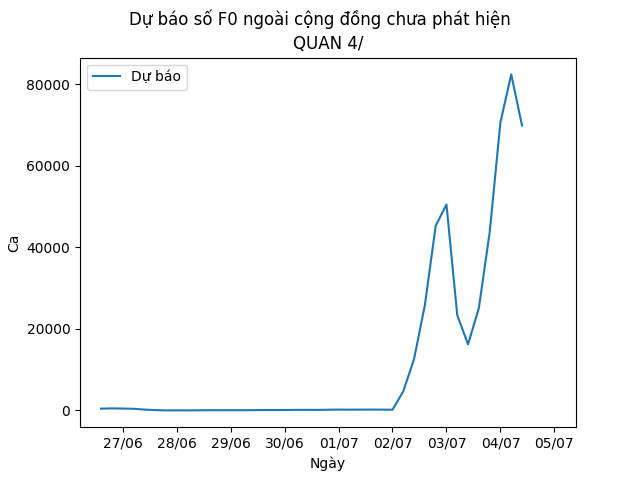 Dự báo số F0 ngoài cộng đồng chưa phát hiện
QUAN 4/
Dự báo
Ca
80000
60000
40000
20000
0
27/06 28/06 29/06 30/06 01/07 02/07 03/07 04/07 05/07
Ngày